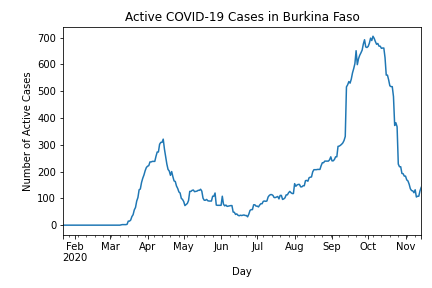 Active COVID-19 Cases in Burkina Faso
700
600
500
400
300
200
100
0
Number of Active Cases
Feb Mar Apr May Jun Jul Aug Sep Oct Nov
2020
Day